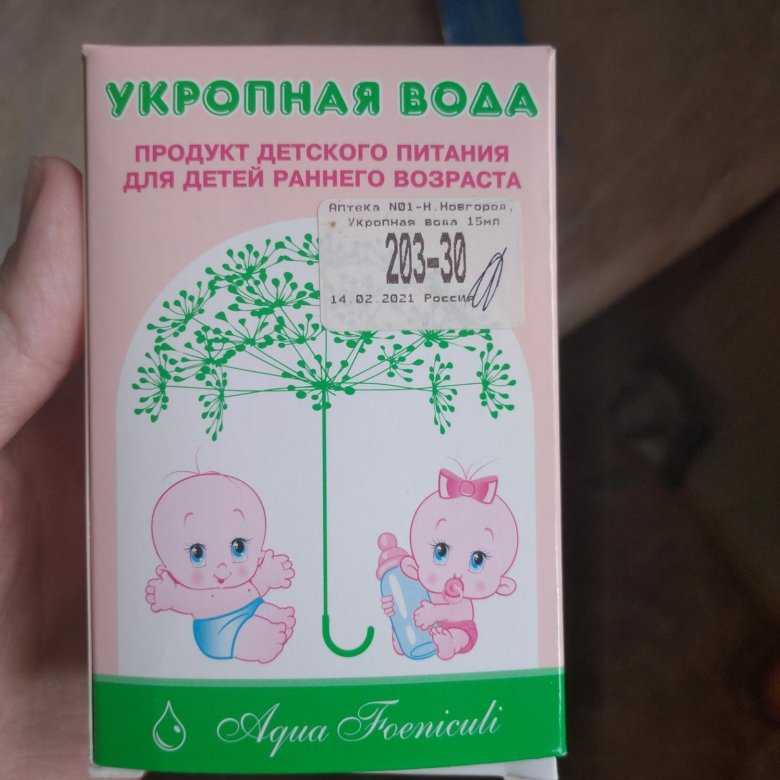 УКРОПНАЯ ВОДА
ПРОДУКТ ДЕТСКОГО ПИТАНИЯ
ДЛЯ ДЕТЕЙ РАННЕГО ВОЗРАСТА
Аптека N01-Н.Новгород,
Укропная вода 15мл
203-30
14.02.2021 Россия
Aqua Foeniculi